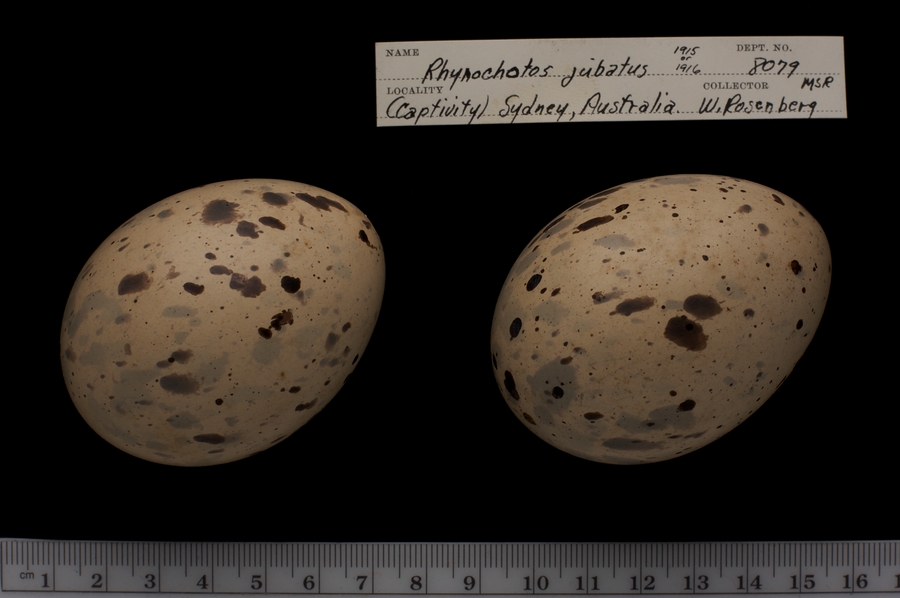 NAME Rhynochotos jubatus 1915 or 1916 DEPT. NO. 8079
LOCALITY (Captivity) Sydney, Australia. COLLECTOR W. Rosenberg MSR
cm 1 2 3 4 5 6 7 8 9 10 11 12 13 14 15 16